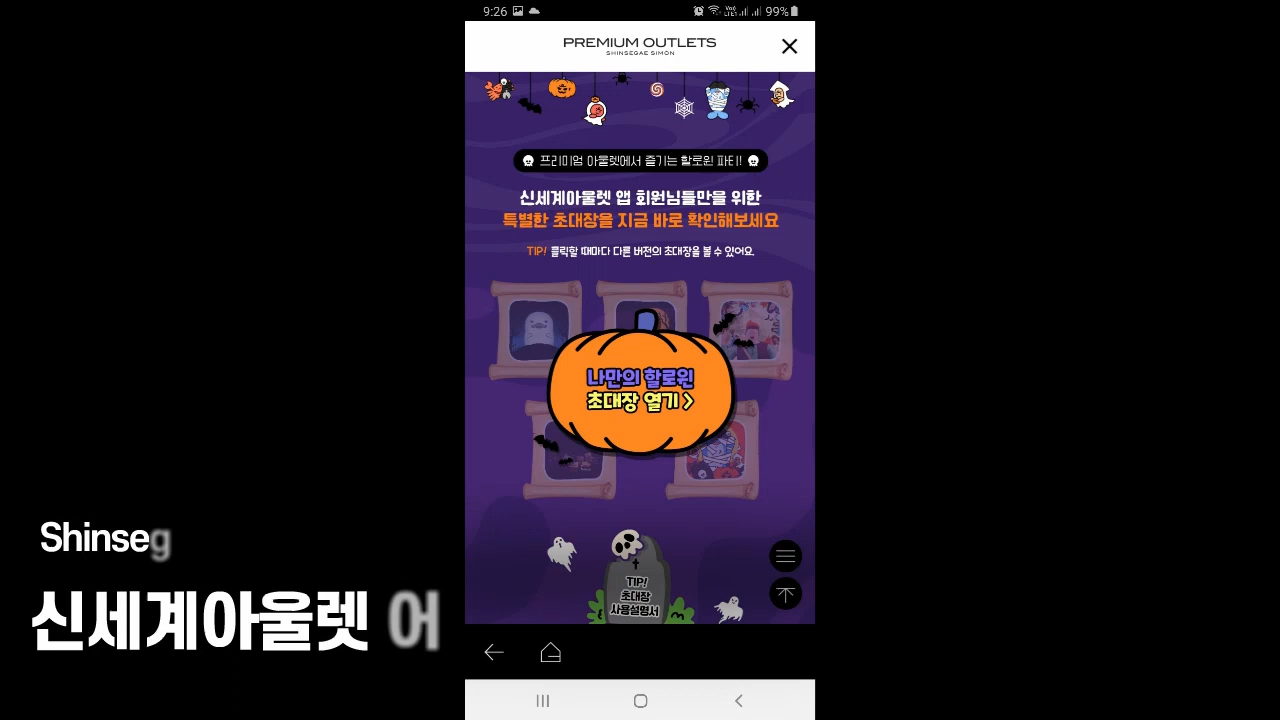 9:26
99%
PREMIUM OUTLETS
SHINSEGAE SIMON
프리미엄 아울렛에서 즐기는 할로윈 파티!
신세계아울렛 앱 회원님들만을 위한
특별한 초대장을 지금 바로 확인해보세요
TIP! 클릭할 때마다 다른 버전의 초대장을 볼 수 있어요.
나만의 할로윈
초대장 열기 >
TIP!
초대장
사용설명서
Shinseg
신세계아울렛 어